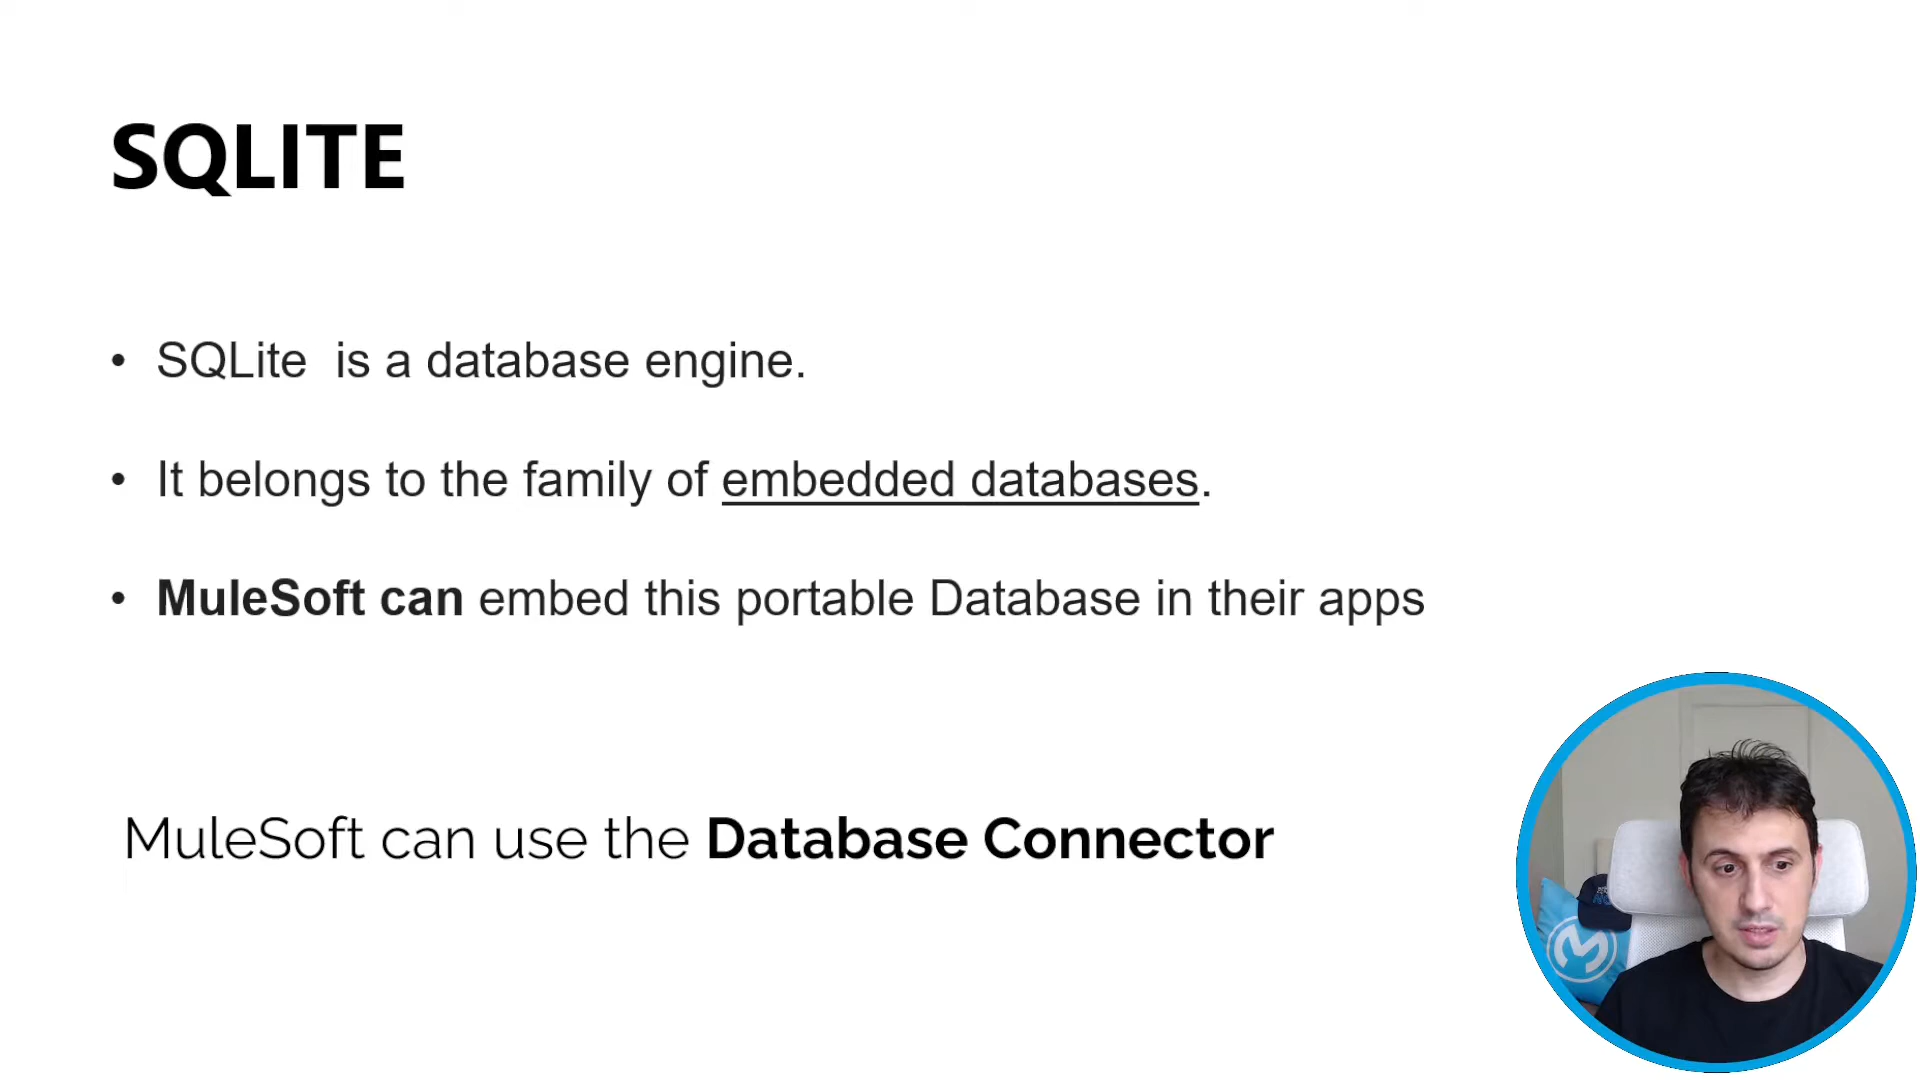 SQLITE
• SQLite  is a database engine.
• It belongs to the family of embedded databases.
• MuleSoft can embed this portable Database in their apps
MuleSoft can use the Database Connector